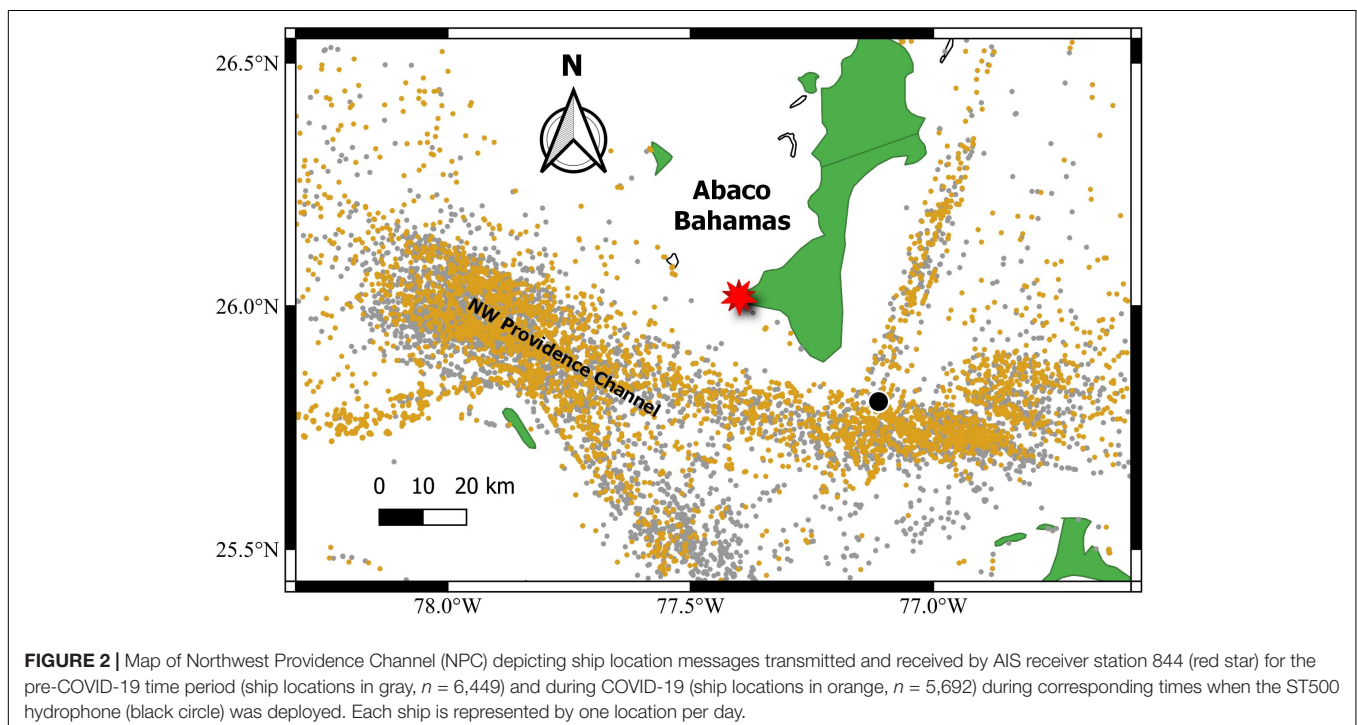 26.5°N
N
Abaco
Bahamas
26.0°N
NW Providence Channel
0 10 20 km
25.5°N
78.0°W 77.5°W 77.0°W
FIGURE 2 | Map of Northwest Providence Channel (NPC) depicting ship location messages transmitted and received by AIS receiver station 844 (red star) for the
pre-COVID-19 time period (ship locations in gray, n = 6,449) and during COVID-19 (ship locations in orange, n = 5,692) during corresponding times when the ST500
hydrophone (black circle) was deployed. Each ship is represented by one location per day.